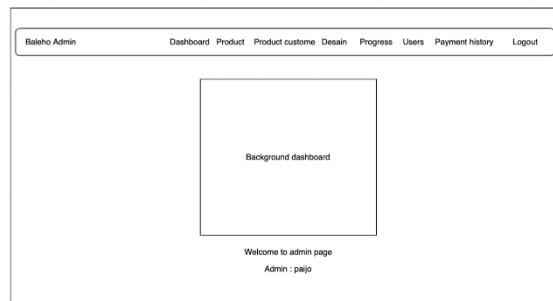 Baleho Admin Dashboard Product Product custome Desain Progress Users Payment history Logout
Background dashboard
Welcome to admin page
Admin : paijo